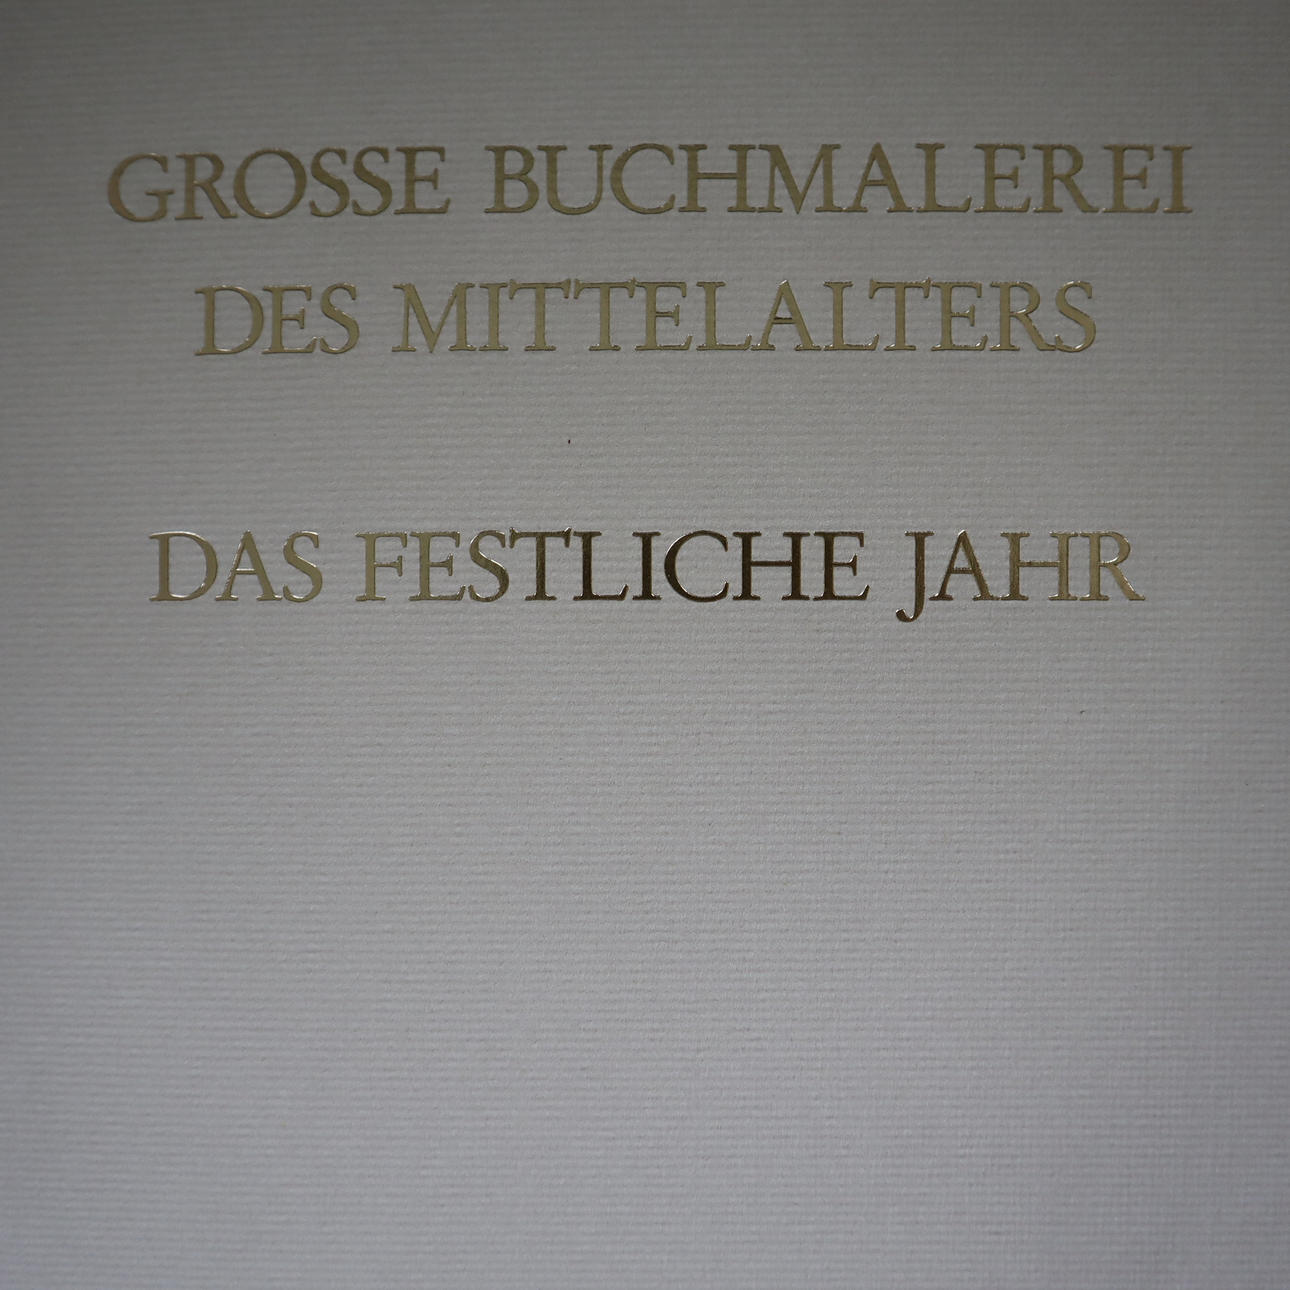 GROSSE BUCHMALEREI
DES MITTELALTERS
DAS FESTLICHE JAHR